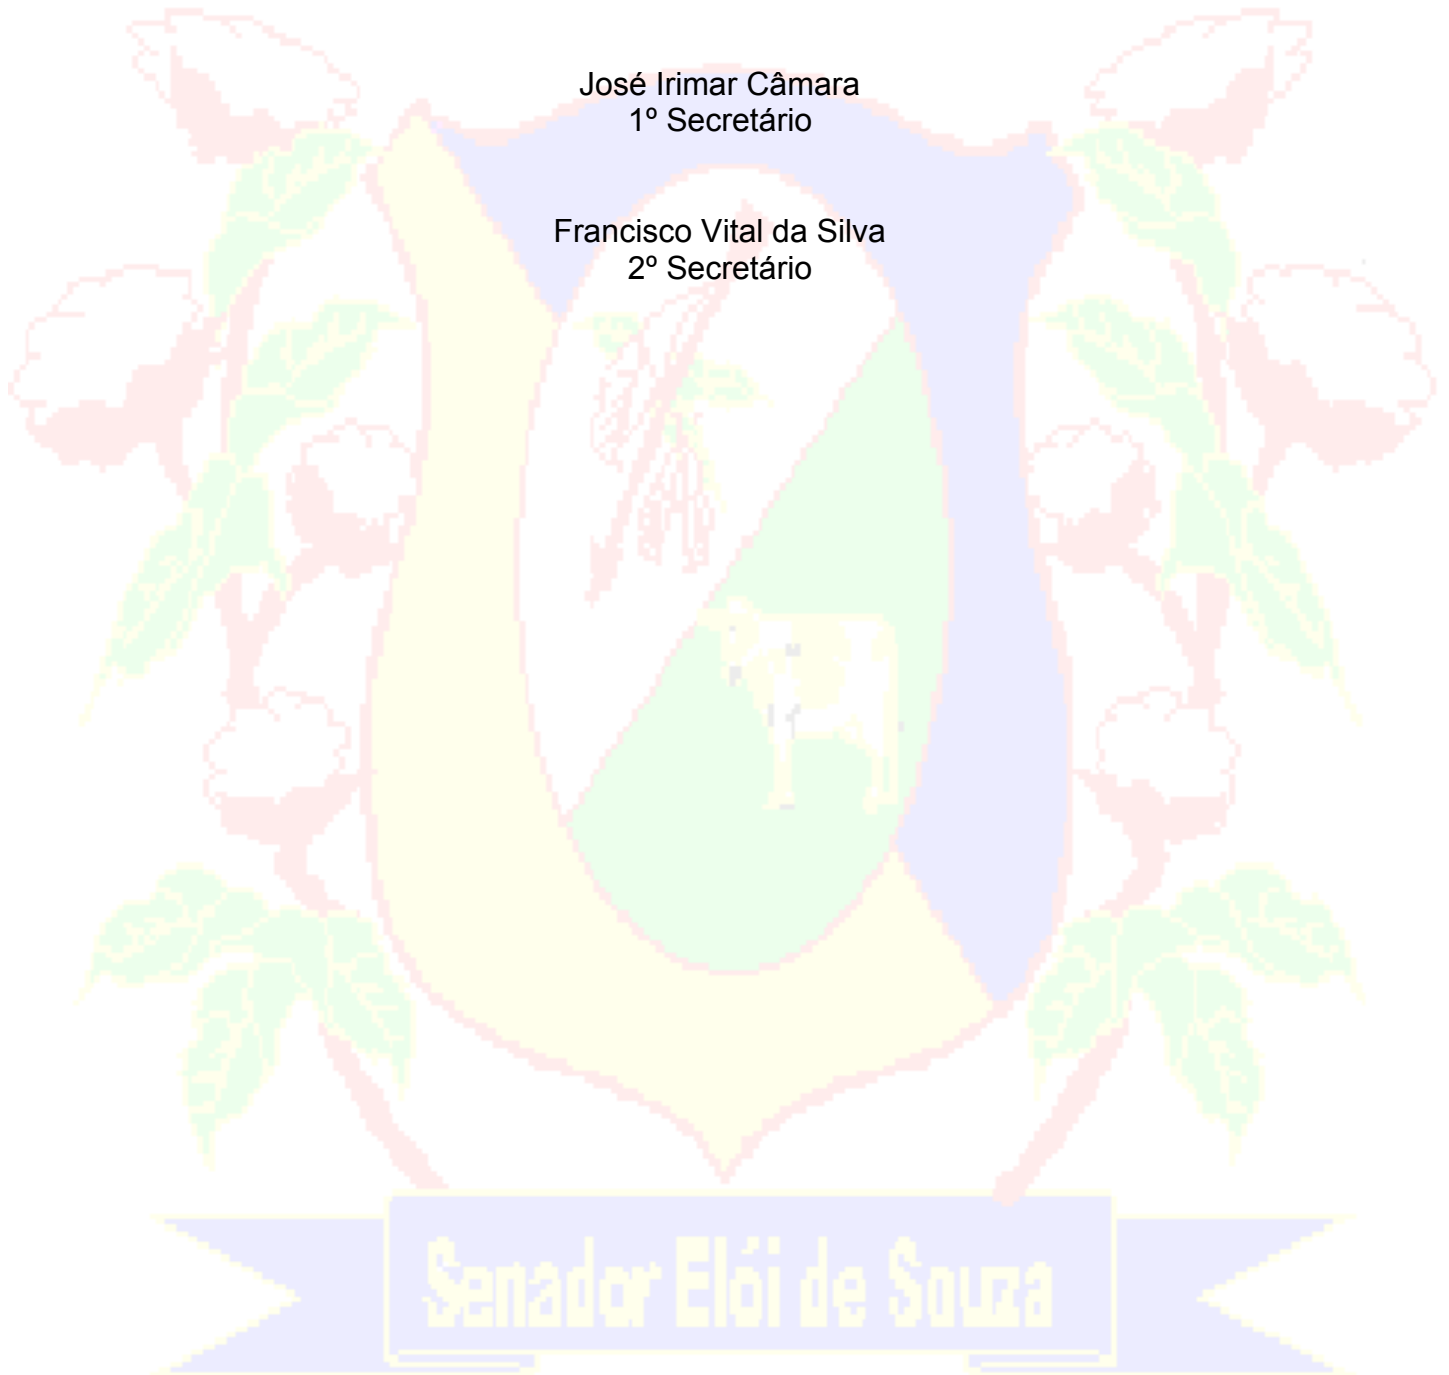 José Irimar Câmara
1º Secretário
Francisco Vital da Silva
2º Secretário
Senador Elói de Souza